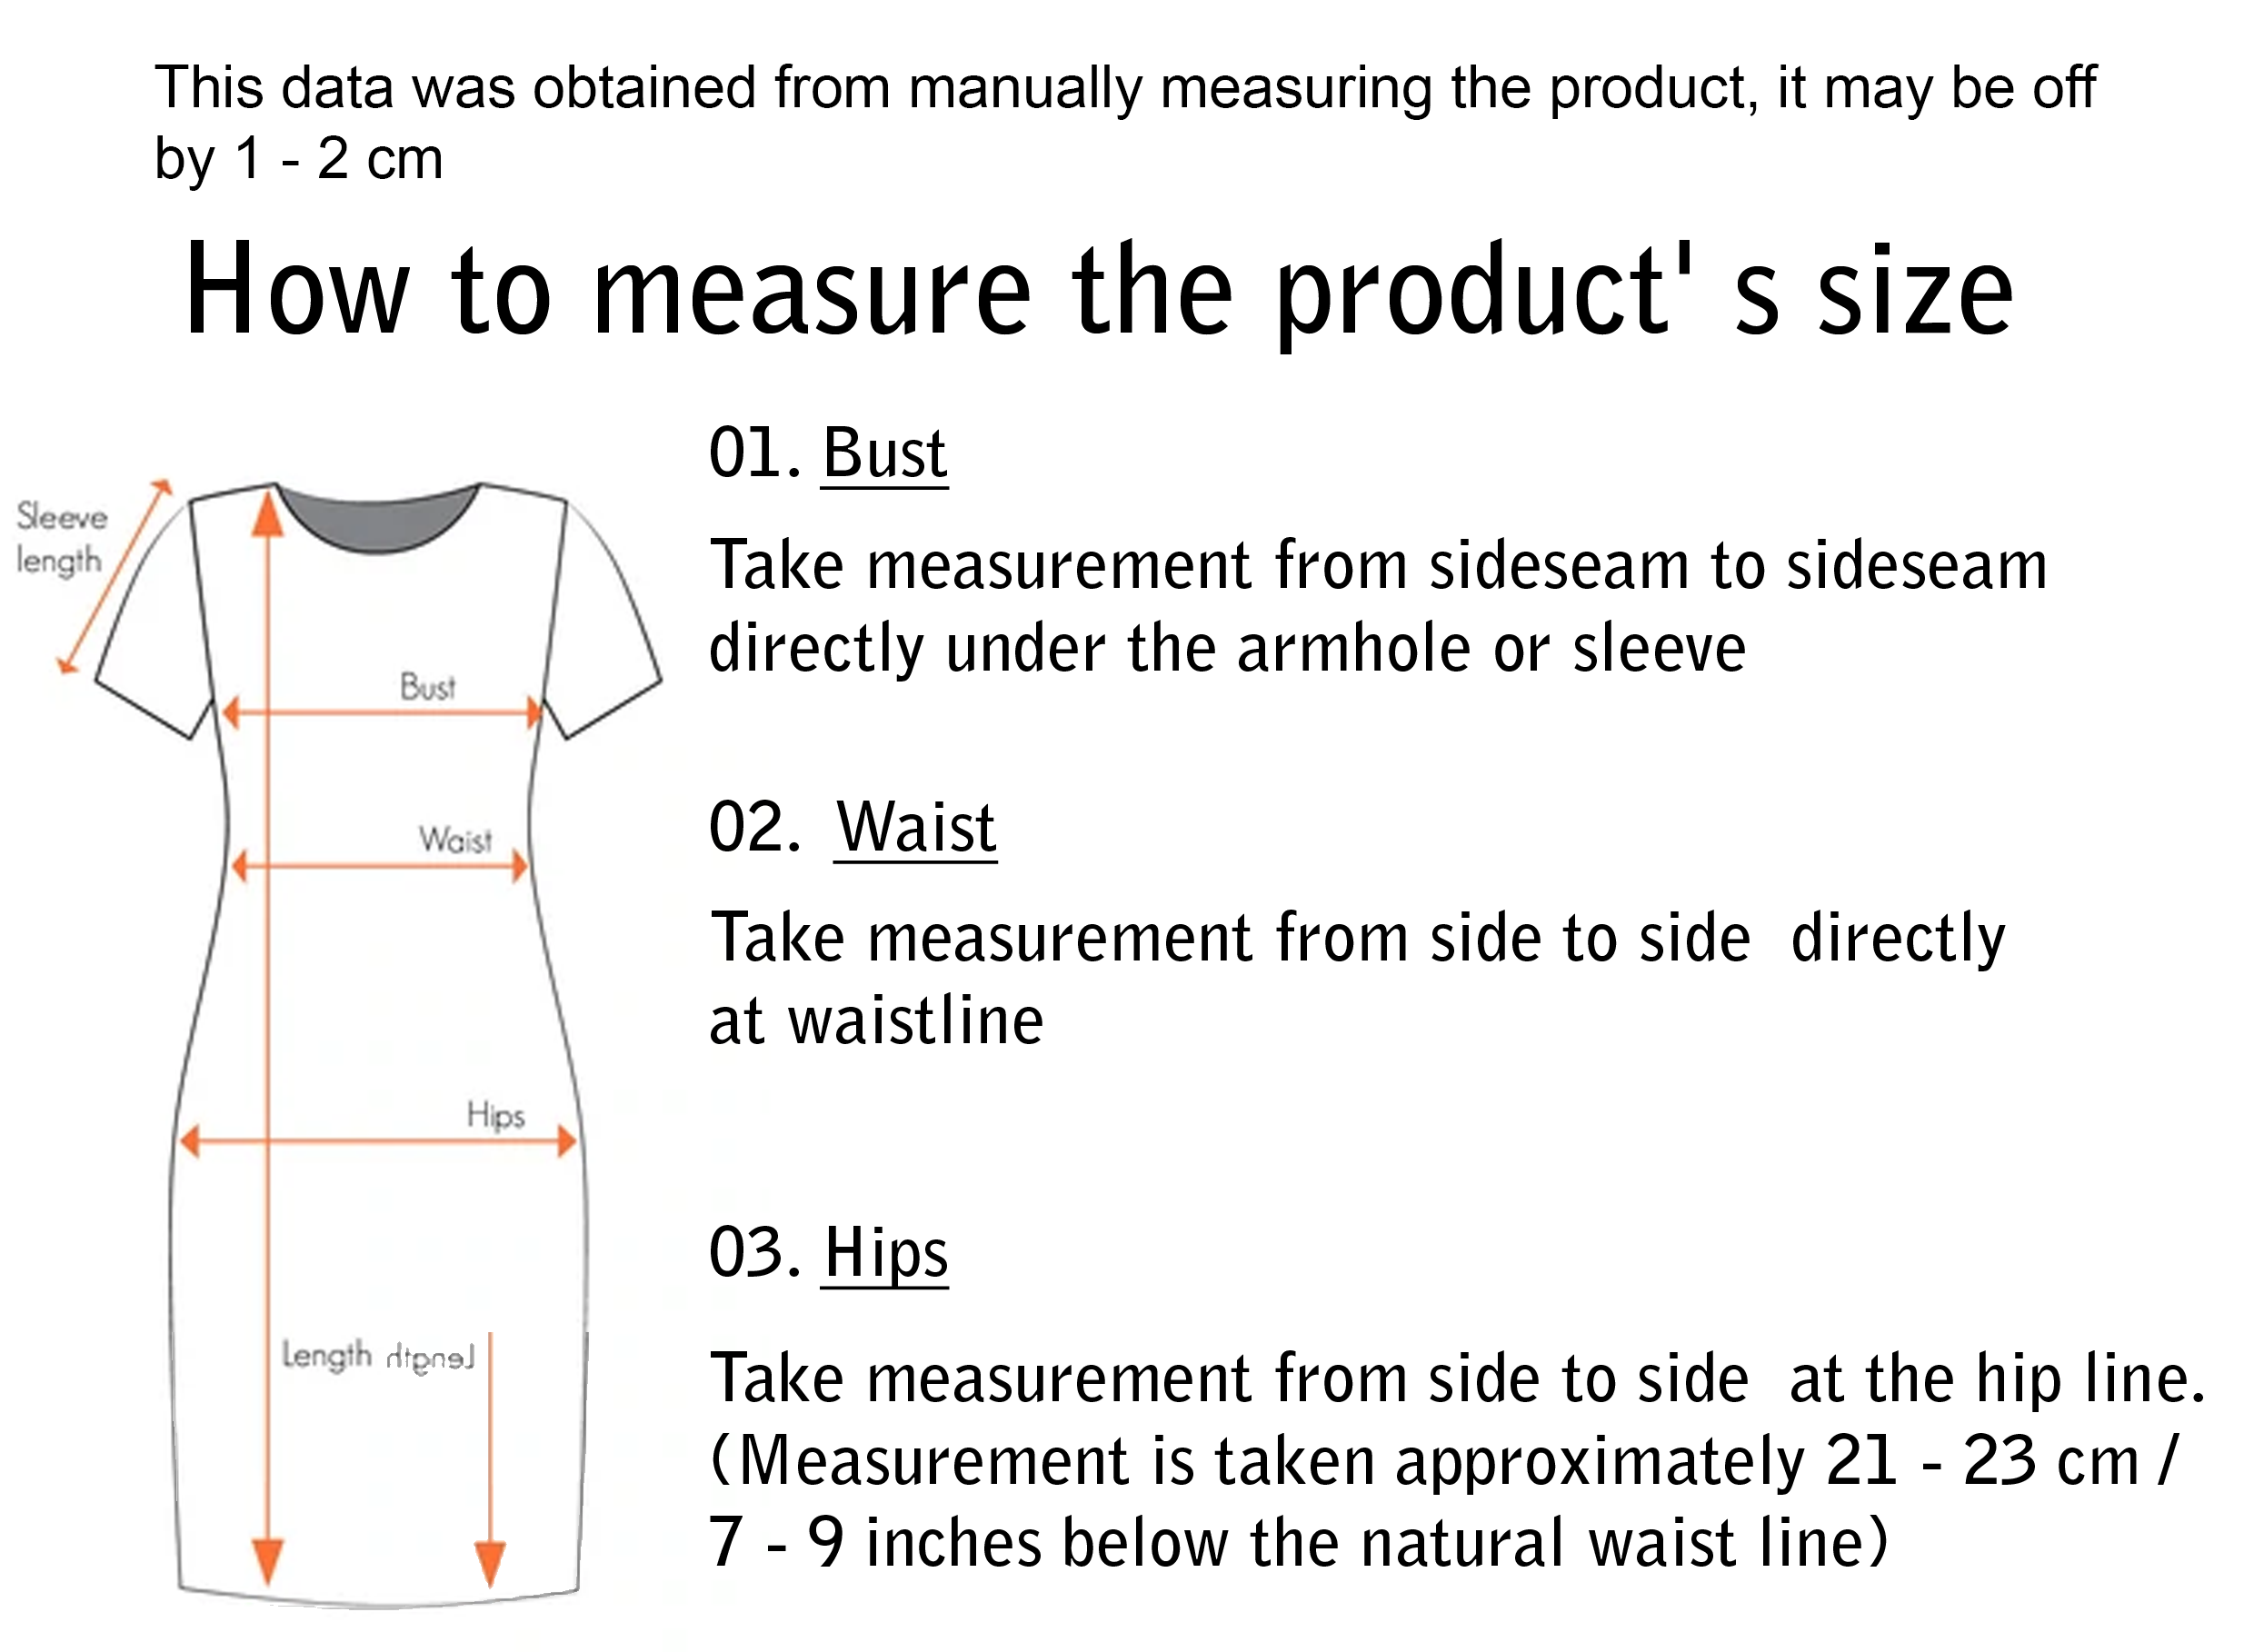 This data was obtained from manually measuring the product, it may be off
by 1 - 2 cm
How to measure the product' s size
Sleeve
length
Bust
Waist
Hips
Length Length
01. Bust
Take measurement from sideseam to sideseam
directly under the armhole or sleeve
02. Waist
Take measurement from side to side directly
at waistline
03. Hips
Take measurement from side to side at the hip line.
(Measurement is taken approximately 21 - 23 cm /
7 - 9 inches below the natural waist line)